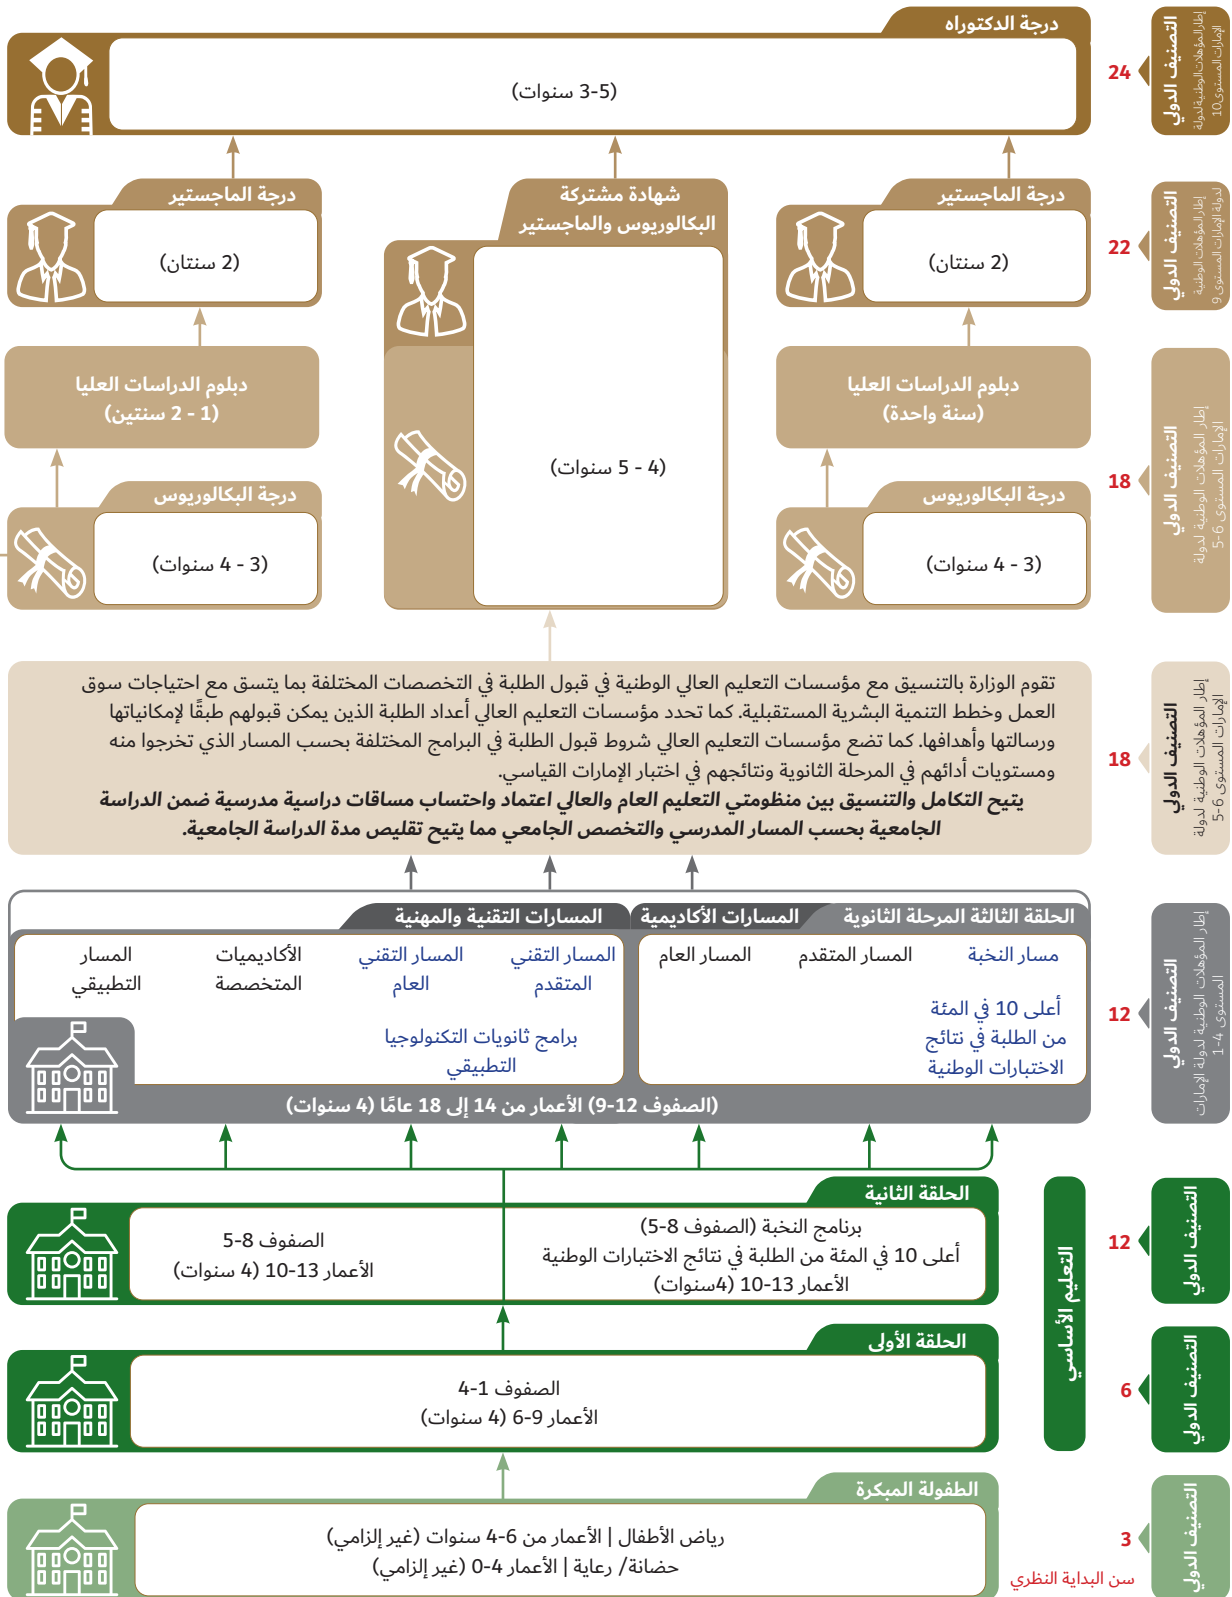 درجة الدكتوراه
(3-5 سنوات)
24
التصنيف الدولي
إطار المؤهلات الوطنية لدولة
الإمارات المستوى 10
درجة الماجستير
(2 سنتان)
شهادة مشتركة
البكالوريوس والماجستير
(4 - 5 سنوات)
درجة الماجستير
(2 سنتان)
22
التصنيف الدولي
إطار المؤهلات الوطنية
لدولة الإمارات المستوى 9
دبلوم الدراسات العليا
(سنة واحدة)
دبلوم الدراسات العليا
(1 - 2 سنتين)
درجة البكالوريوس
(3 - 4 سنوات)
درجة البكالوريوس
(3 - 4 سنوات)
18
التصنيف الدولي
إطار المؤهلات الوطنية لدولة
الإمارات المستوى 6-5
تقوم الوزارة بالتنسيق مع مؤسسات التعليم العالي الوطنية في قبول الطلبة في التخصصات المختلفة بما يتسق مع احتياجات سوق
العمل وخطط التنمية البشرية المستقبلية. كما تحدد مؤسسات التعليم العالي أعداد الطلبة الذين يمكن قبولهم طبقًا لإمكانياتها
ورسالتها وأهدافها. كما تضع مؤسسات التعليم العالي شروط قبول الطلبة في البرامج المختلفة بحسب المسار الذي تخرجوا منه
ومستويات أدائهم في المرحلة الثانوية ونتائجهم في اختبار الإمارات القياسي.
يتيح التكامل والتنسيق بين منظومتي التعليم العام والعالي اعتماد واحتساب مساقات دراسية مدرسية ضمن الدراسة
الجامعية بحسب المسار المدرسي والتخصص الجامعي مما يتيح تقليص مدة الدراسة الجامعية.
18
التصنيف الدولي
إطار المؤهلات الوطنية لدولة
الإمارات المستوى 6-5
الحلقة الثالثة المرحلة الثانوية
المسارات الأكاديمية
المسارات التقنية والمهنية
مسار النخبة
أعلى 10 في المئة
من الطلبة في نتائج
الاختبارات الوطنية
المسار المتقدم
المسار العام
المسار التقني
المتقدم
المسار التقني
العام
برامج ثانويات التكنولوجيا
التطبيقي
الأكاديميات
المتخصصة
المسار
التطبيقي
(الصفوف 12-9) الأعمار من 14 إلى 18 عامًا (4 سنوات)
12
التصنيف الدولي
إطار المؤهلات الوطنية لدولة الإمارات
المستوى 4-1
التعليم الأساسي
الحلقة الثانية
برنامج النخبة (الصفوف 8-5)
أعلى 10 في المئة من الطلبة في نتائج الاختبارات الوطنية
الأعمار 13-10 (4سنوات)
الصفوف 8-5
الأعمار 13-10 (4 سنوات)
12
التصنيف الدولي
الحلقة الأولى
الصفوف 1-4
الأعمار 9-6 (4 سنوات)
6
التصنيف الدولي
الطفولة المبكرة
رياض الأطفال | الأعمار من 6-4 سنوات (غير إلزامي)
حضانة/ رعاية | الأعمار 4-0 (غير إلزامي)
3
سن البداية النظري
التصنيف الدولي